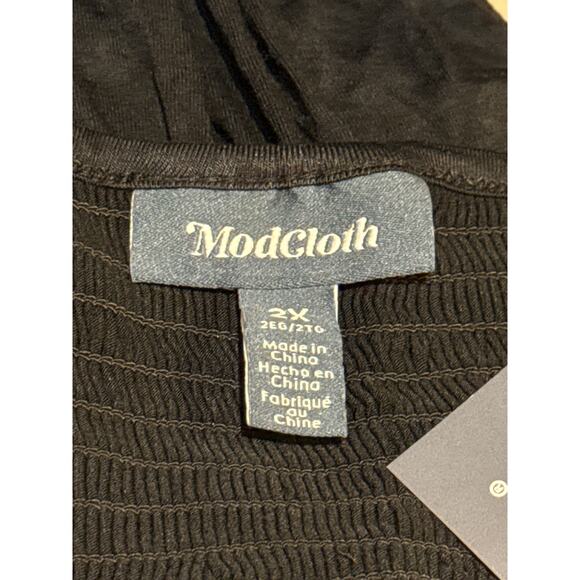 ModCloth
2X
2EG/2TG
Made in
China
Hecho en
China
Fabriqué
au
Chine